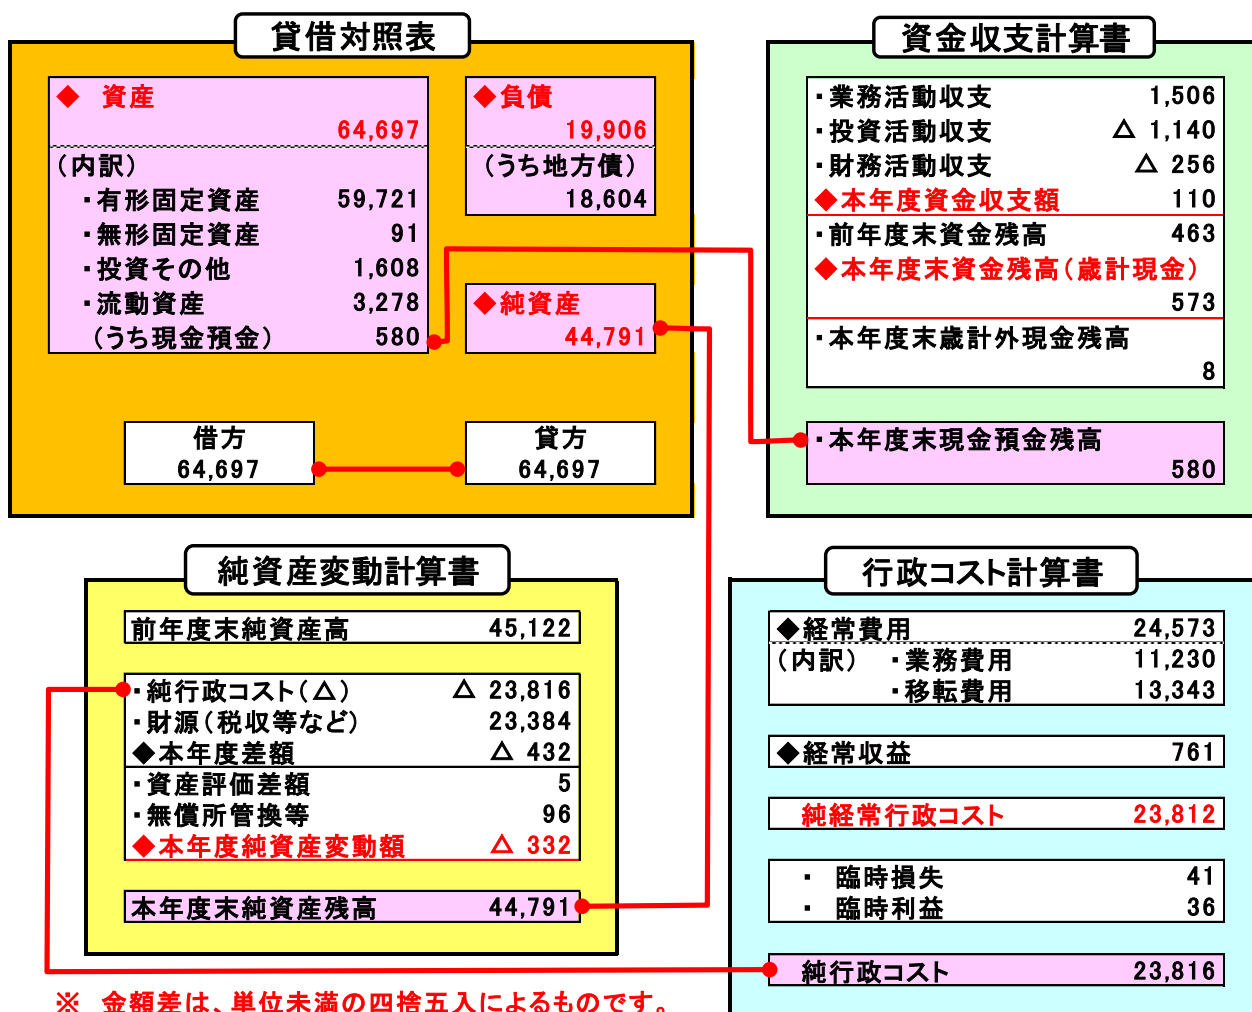 貸借対照表
◆ 資産
64,697
（内訳）
・有形固定資産 59,721
・無形固定資産 91
・投資その他 1,608
・流動資産 3,278
（うち現金預金） 580
◆負債
19,906
（うち地方債）
18,604
◆純資産
44,791
借方
64,697
貸方
64,697
資金収支計算書
・業務活動収支 1,506
・投資活動収支 △ 1,140
・財務活動収支 △ 256
◆本年度資金収支額 110
・前年度末資金残高 463
◆本年度末資金残高（歳計現金）
573
・本年度末歳計外現金残高
8
・本年度末現金預金残高
580
純資産変動計算書
前年度末純資産高 45,122
・純行政コスト（△） △ 23,816
・財源（税収等など） 23,384
◆本年度差額 △ 432
・資産評価差額 5
・無償所管換等 96
◆本年度純資産変動額 △ 332
本年度末純資産残高 44,791
行政コスト計算書
◆経常費用 24,573
（内訳） ・業務費用 11,230
・移転費用 13,343
◆経常収益 761
純経常行政コスト 23,812
・ 臨時損失 41
・ 臨時利益 36
純行政コスト 23,816
※ 金額差は、単位未満の四捨五入によるものです。